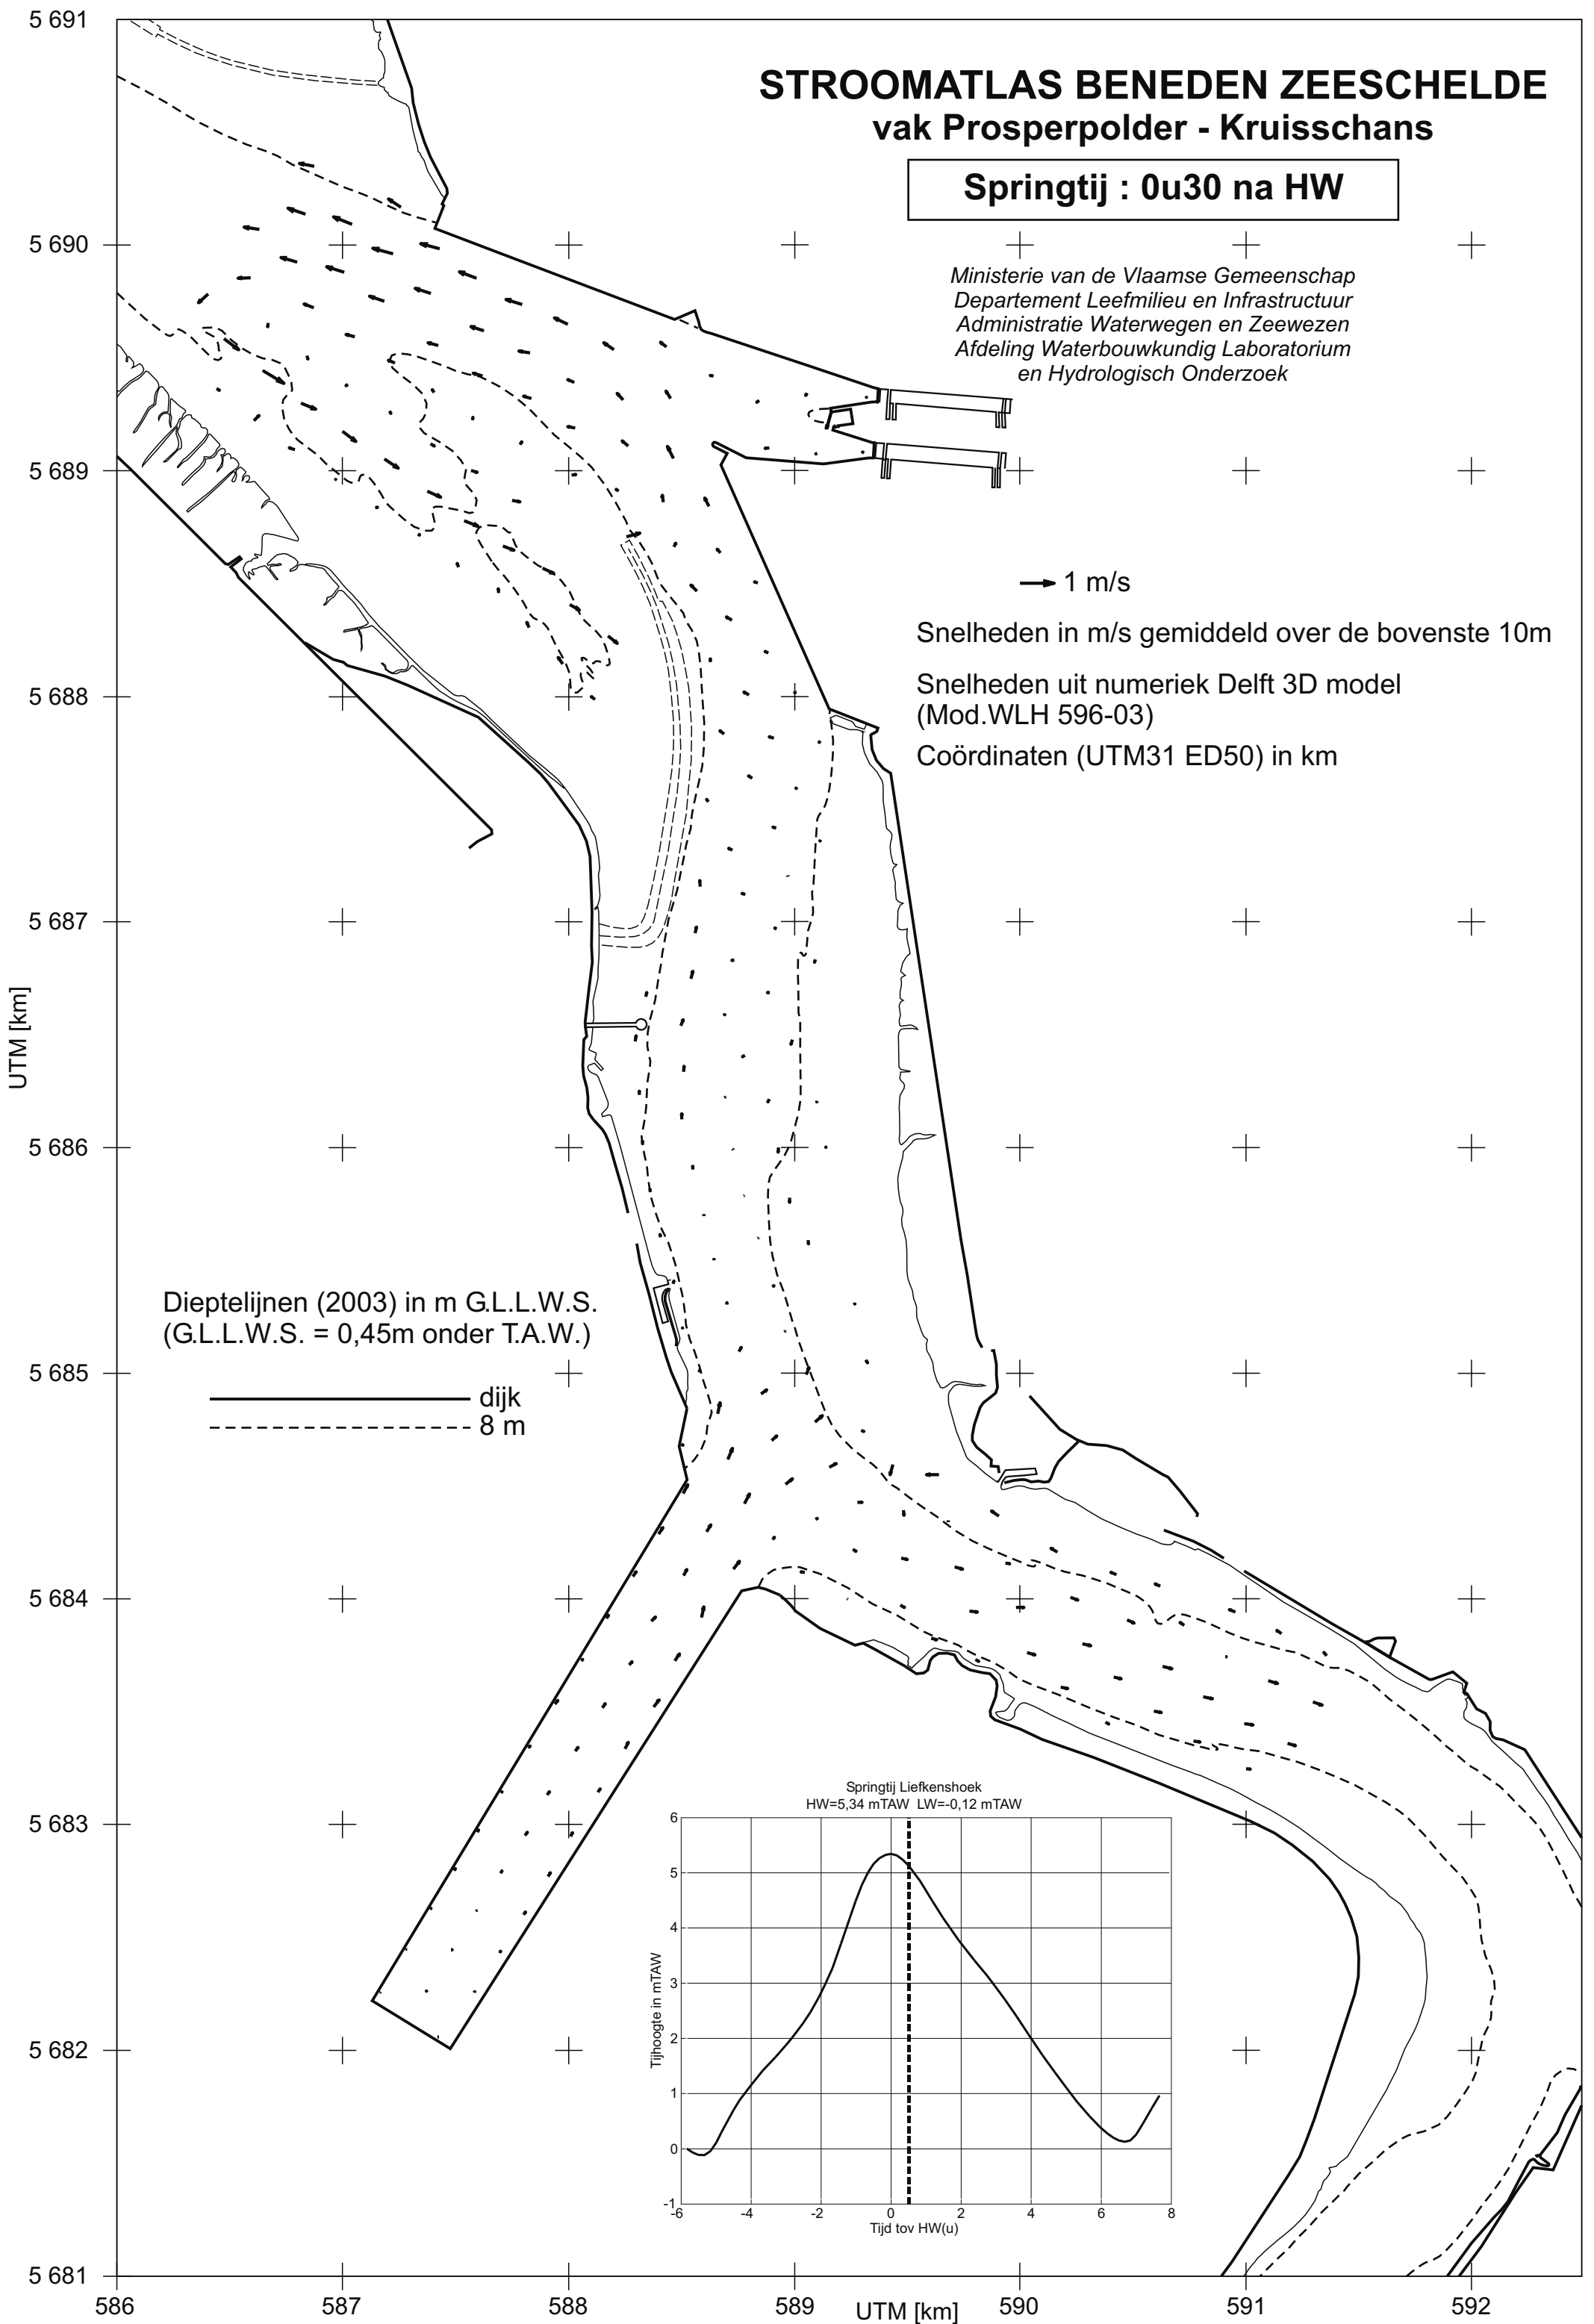 STROOMATLAS BENEDEN ZEESCHELDE
vak Prosperpolder - Kruisschans
Springtij : 0u30 na HW
Ministerie van de Vlaamse Gemeenschap
Departement Leefmilieu en Infrastructuur
Administratie Waterwegen en Zeewezen
Afdeling Waterbouwkundig Laboratorium
en Hydrologisch Onderzoek
1 m/s
Snelheden in m/s gemiddeld over de bovenste 10m
Snelheden uit numeriek Delft 3D model
(Mod.WLH 596-03)
Coördinaten (UTM31 ED50) in km
Dieptelijnen (2003) in m G.L.L.W.S.
(G.L.L.W.S. = 0,45m onder T.A.W.)
dijk
8 m
5 691
5 690
5 689
5 688
5 687
5 686
5 685
5 684
5 683
5 682
5 681
UTM [km]
586
587
588
589
590
591
592
UTM [km]
Springtij Liefkenshoek
HW=5,34 mTAW LW=-0,12 mTAW
6
5
4
3
2
1
0
-1
Tijhoogte in mTAW
-6
-4
-2
0
2
4
6
8
Tijd tov HW(u)